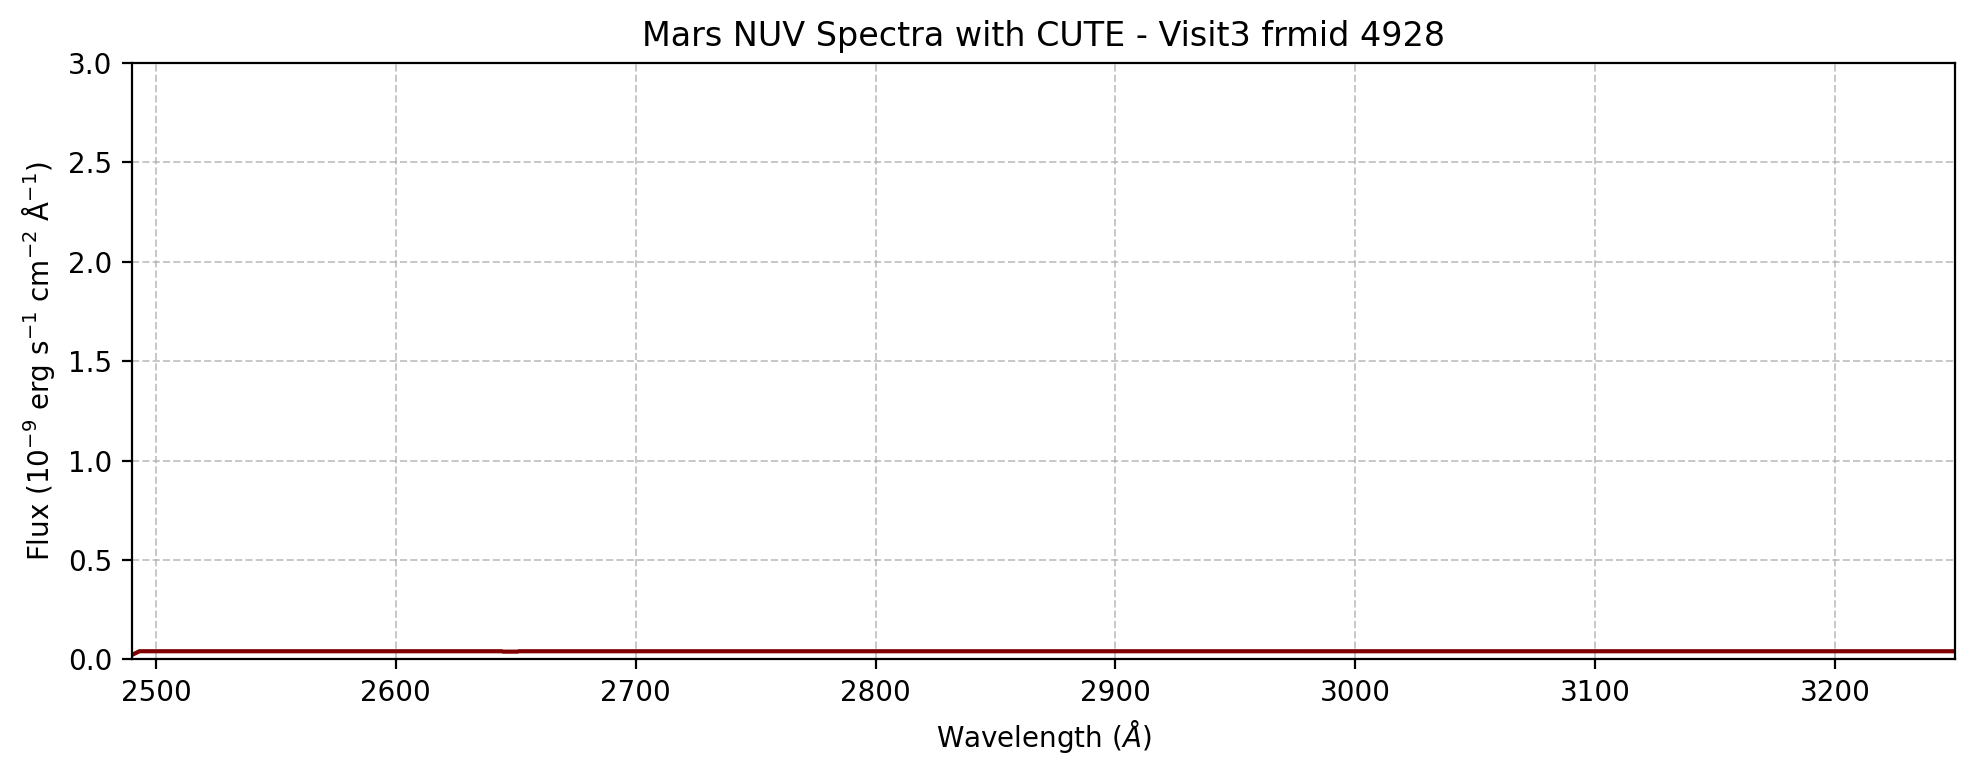 Mars NUV Spectra with CUTE - Visit3 frmid 4928
Flux (10⁻⁹ erg s⁻¹ cm⁻² Å⁻¹)
3.0
2.5
2.0
1.5
1.0
0.5
0.0
2500 2600 2700 2800 2900 3000 3100 3200
Wavelength (Å)